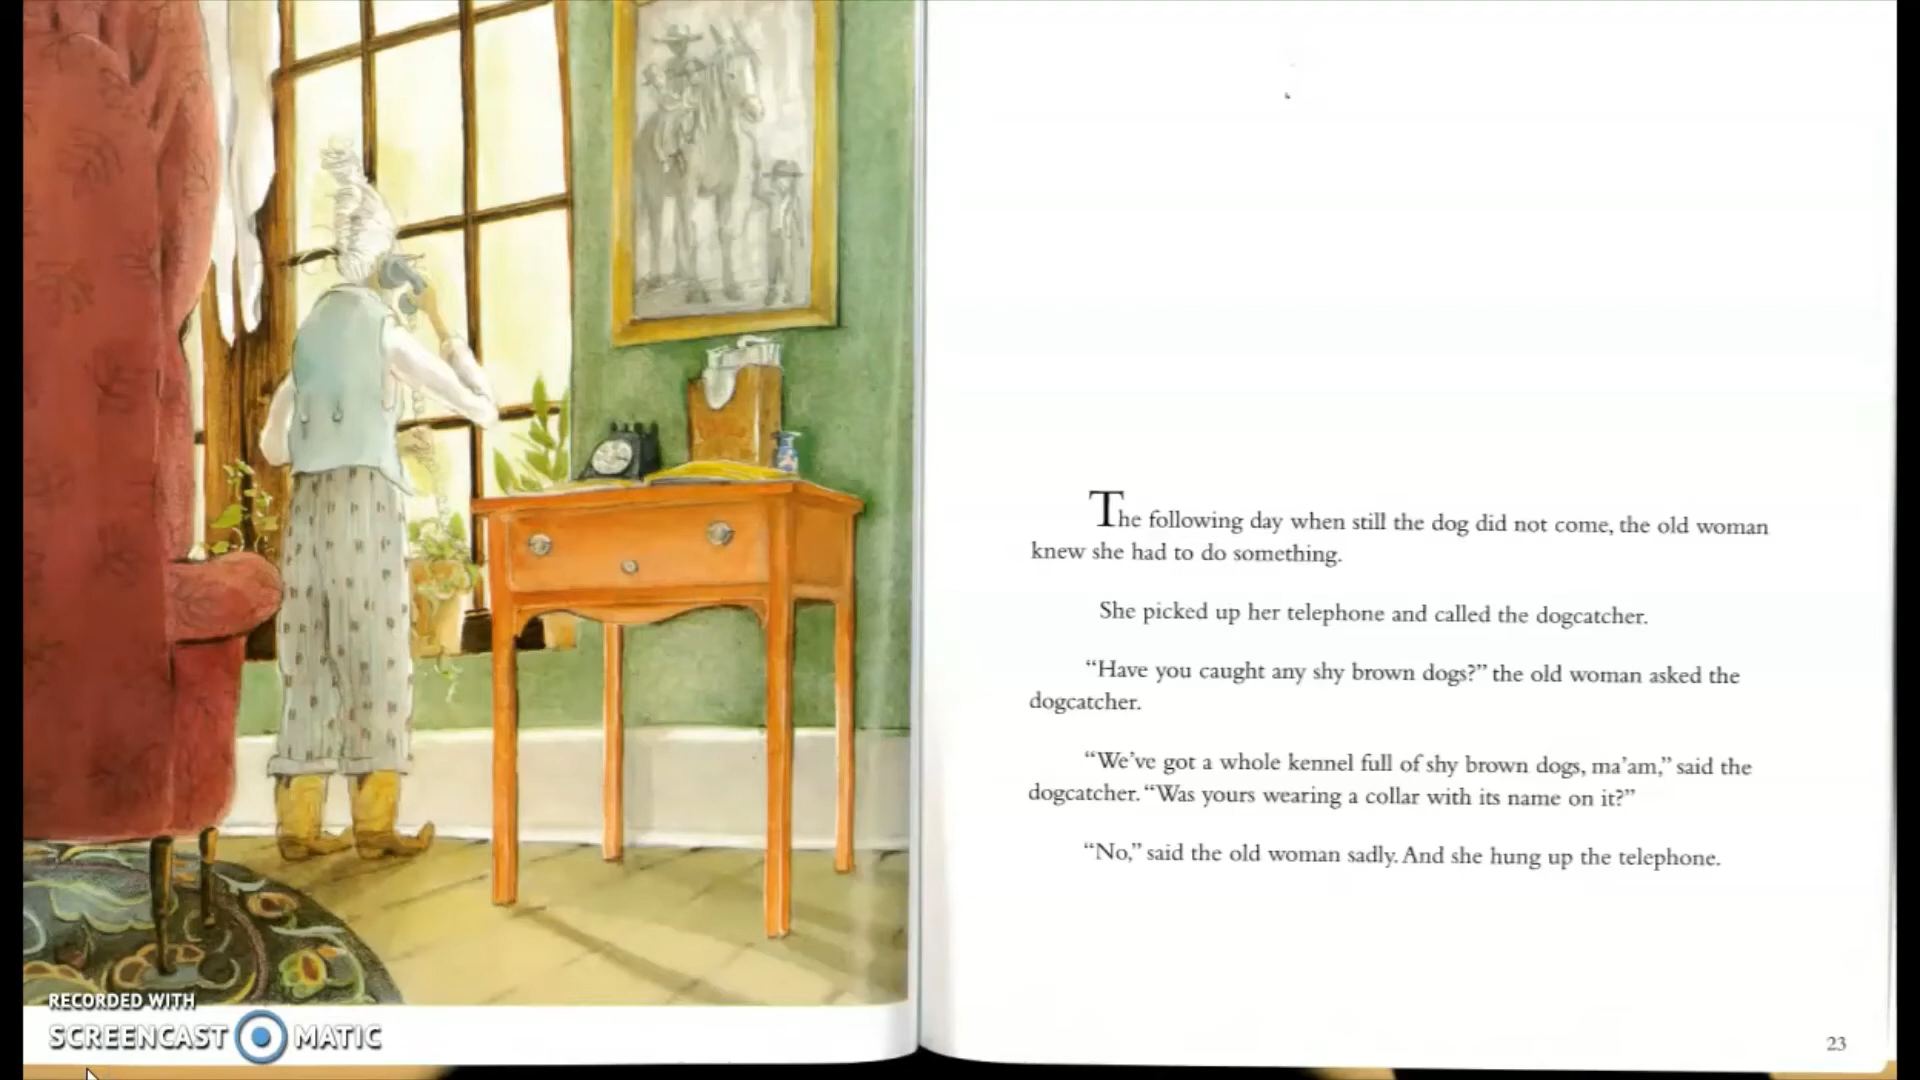 The following day when still the dog did not come, the old woman
knew she had to do something.
She picked up her telephone and called the dogcatcher.
“Have you caught any shy brown dogs?” the old woman asked the
dogcatcher.
“We’ve got a whole kennel full of shy brown dogs, ma’am,” said the
dogcatcher. “Was yours wearing a collar with its name on it?”
“No,” said the old woman sadly. And she hung up the telephone.
23
RECORDED WITH
SCREENCAST MATIC